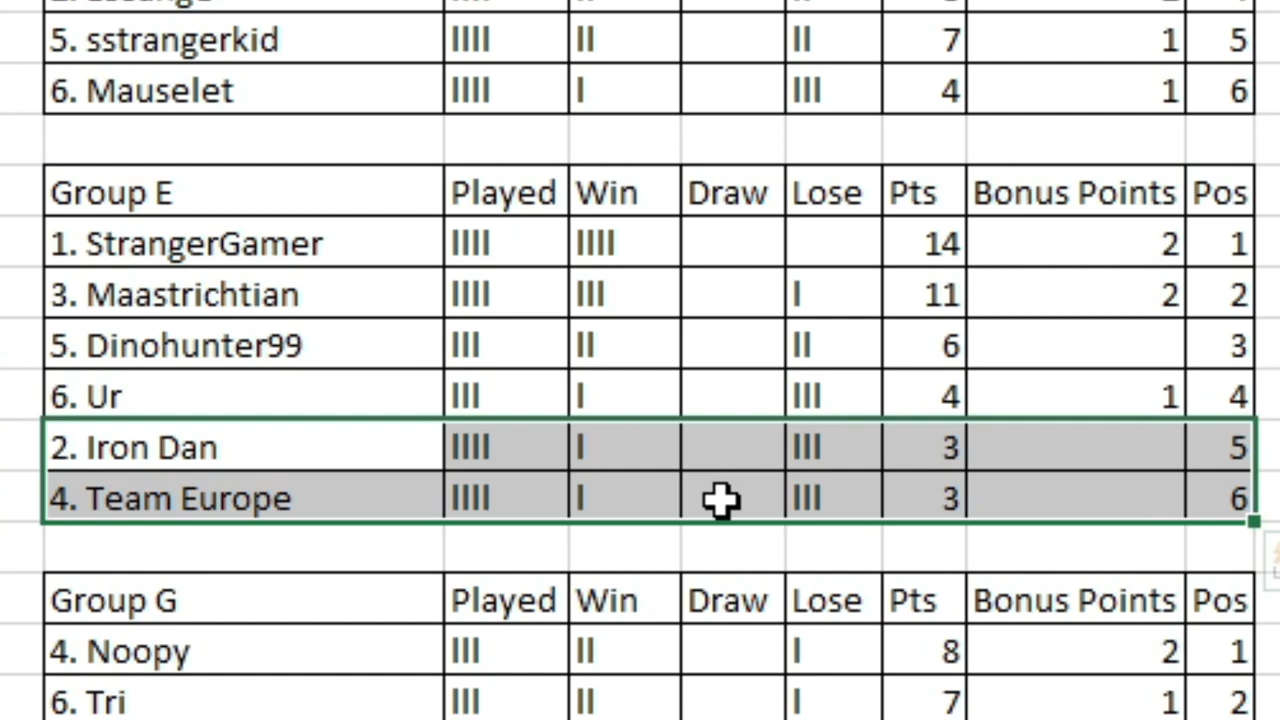 5. sstrangerkid IIII II II 7 1 5
6. Mauselet IIII I III 4 1 6
Group E Played Win Draw Lose Pts Bonus Points Pos
1. StrangerGamer IIII IIII 14 2 1
3. Maastrichtian IIII III I 11 2 2
5. Dinohunter99 III II II 6 3
6. Ur III I III 4 1 4
2. Iron Dan IIII I III 3 5
4. Team Europe IIII I III 3 6
Group G Played Win Draw Lose Pts Bonus Points Pos
4. Noopy III II I 8 2 1
6. Tri III II I 7 1 2